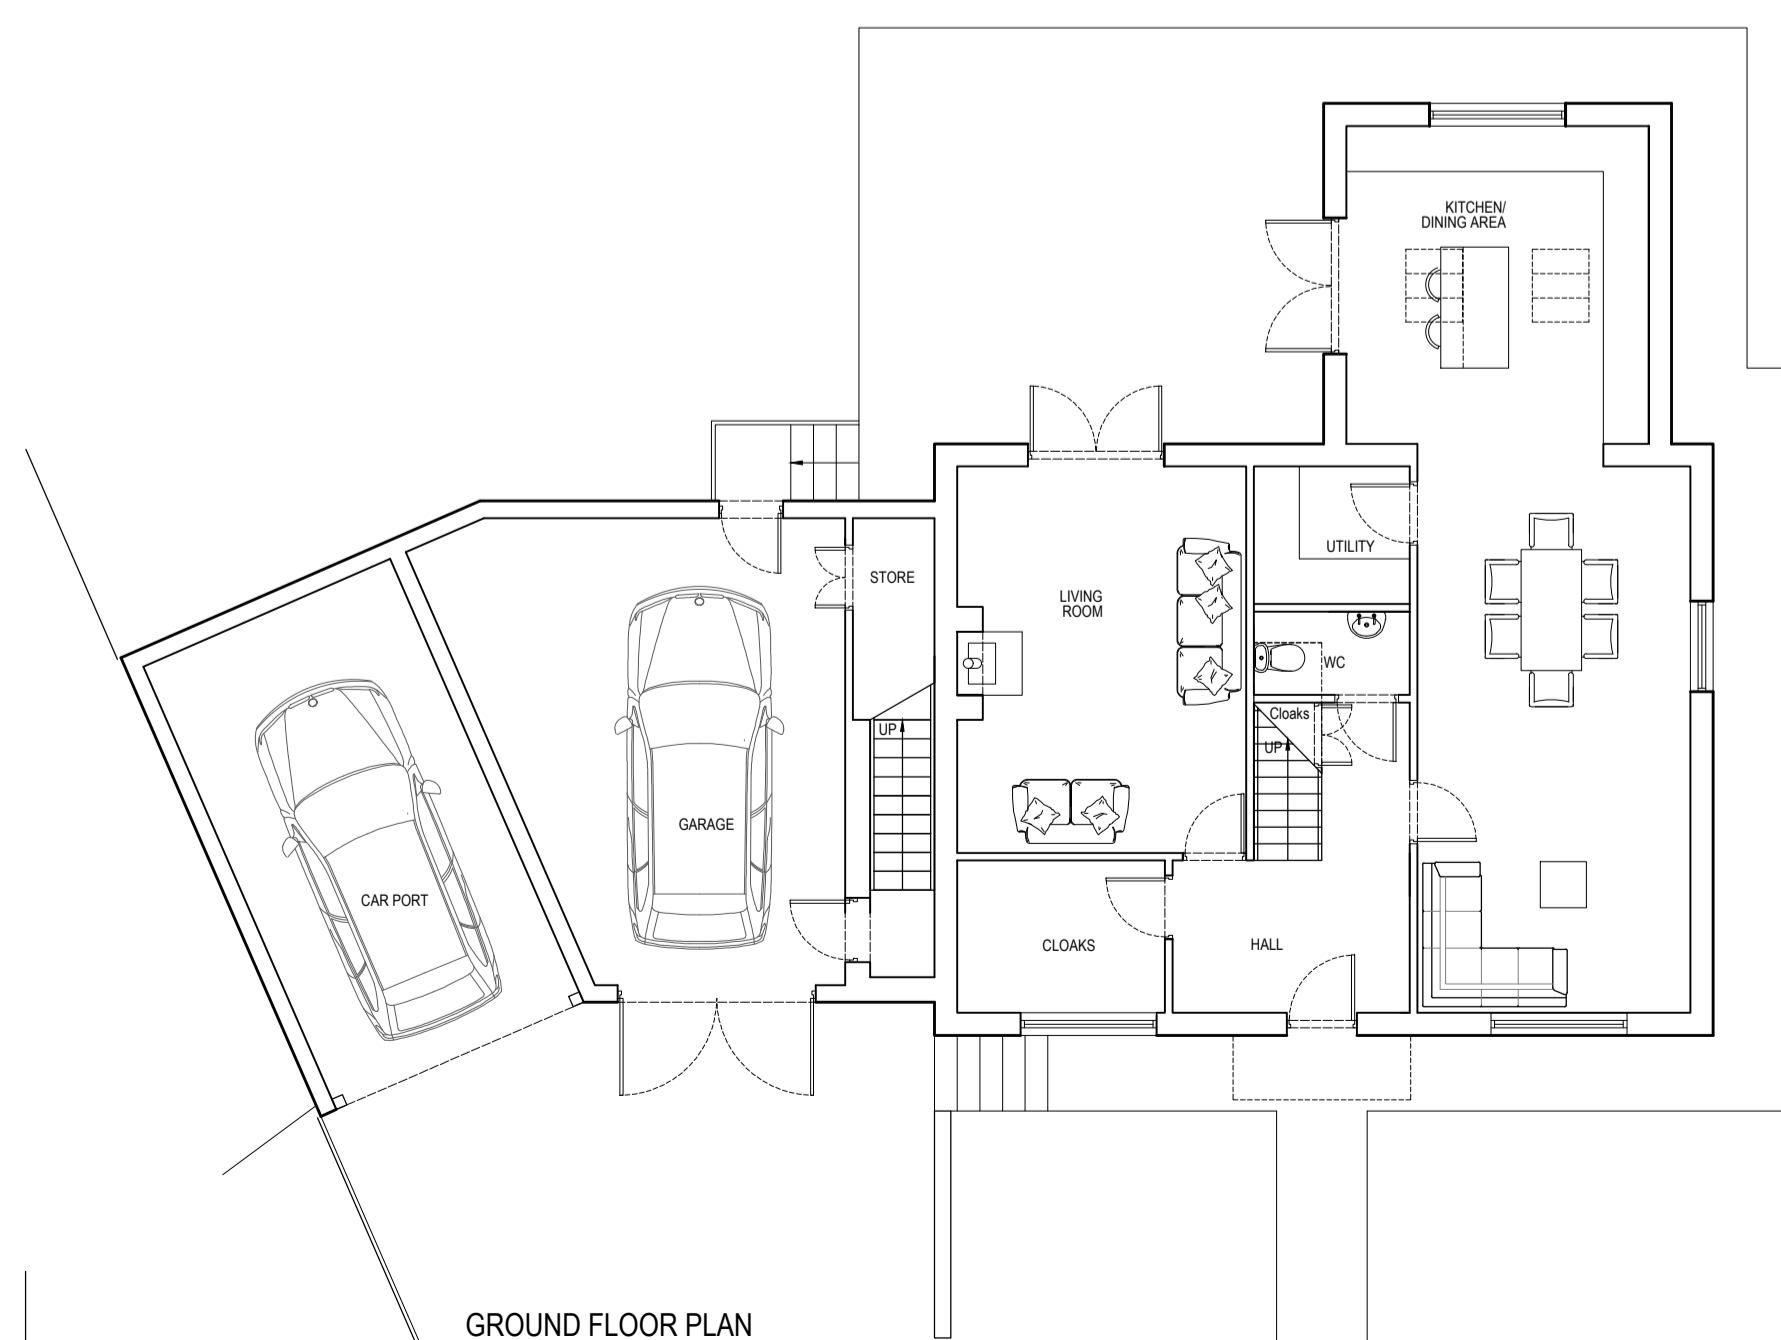 KITCHEN/
DINING AREA
STORE
UTILITY
LIVING
ROOM
WC
Cloaks
UP
UP
GARAGE
CAR PORT
CLOAKS
HALL
GROUND FLOOR PLAN